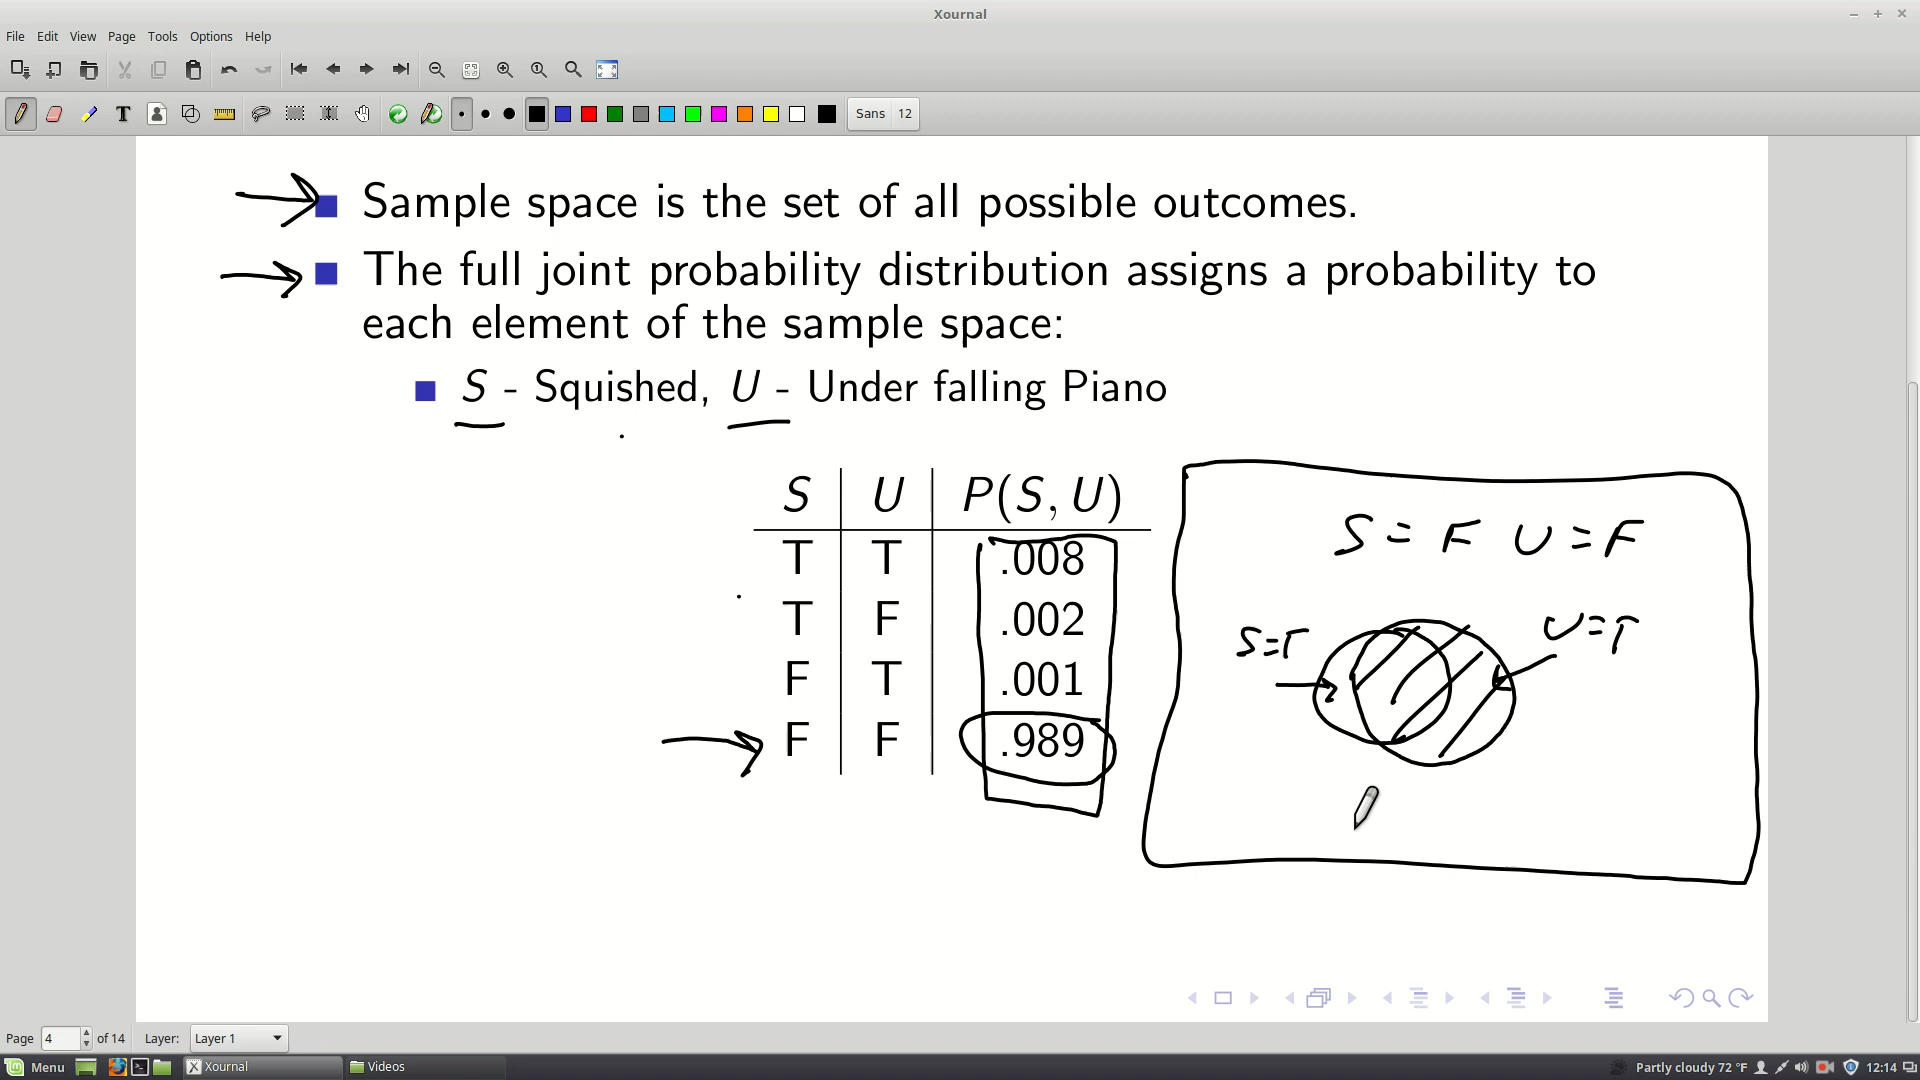 Xournal
File Edit View Page Tools Options Help
Sans 12
Sample space is the set of all possible outcomes.
The full joint probability distribution assigns a probability to
each element of the sample space:
S - Squished, U - Under falling Piano
S U P(S, U)
T T .008
T F .002
F T .001
F F .989
S = F U = F
S=T U=T
Page 4 of 14 Layer: Layer 1
Menu Xournal Videos Partly cloudy 72 °F 12:14